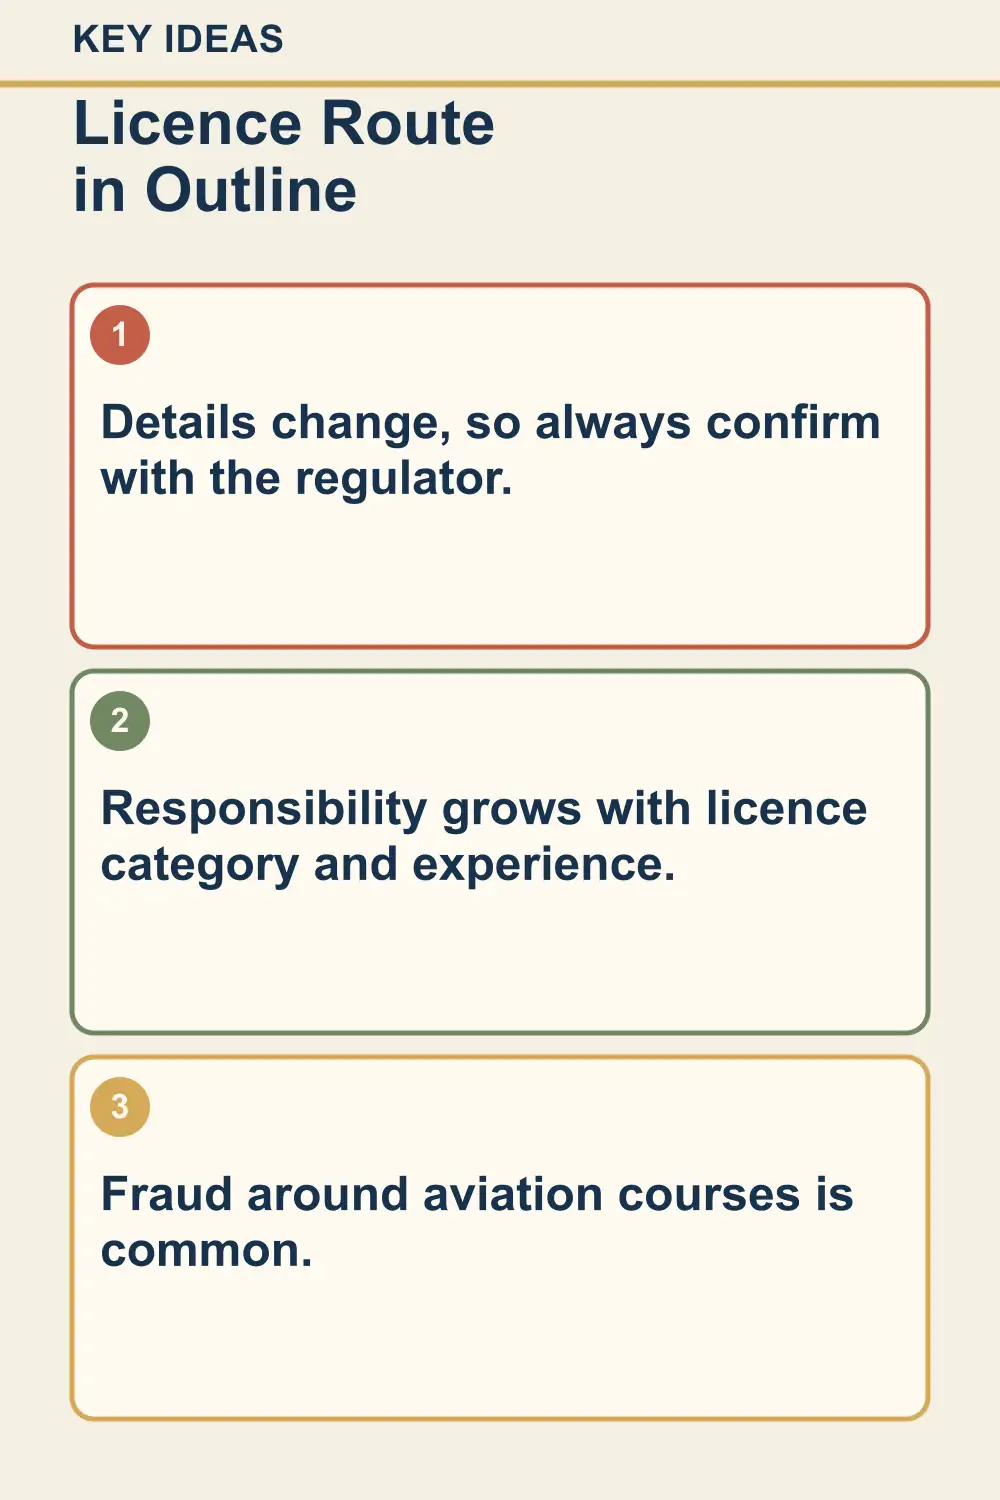 KEY IDEAS
Licence Route
in Outline
1
Details change, so always confirm
with the regulator.
2
Responsibility grows with licence
category and experience.
3
Fraud around aviation courses is
common.